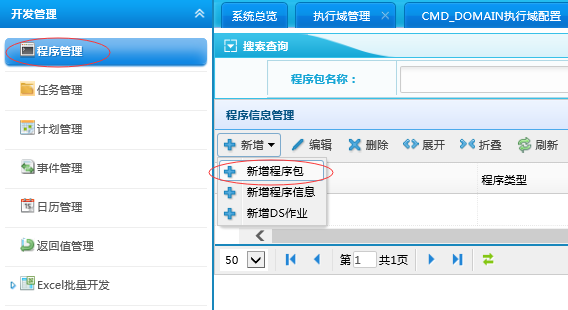 开发管理
程序管理
任务管理
计划管理
事件管理
日历管理
返回值管理
Excel批量开发
系统总览 执行域管理 CMD_DOMAIN执行域配置
搜索查询
程序包名称：
程序信息管理
新增 编辑 删除 展开 折叠 刷新
新增程序包
程序类型
新增程序信息
新增DS作业
50 第 1 共1页